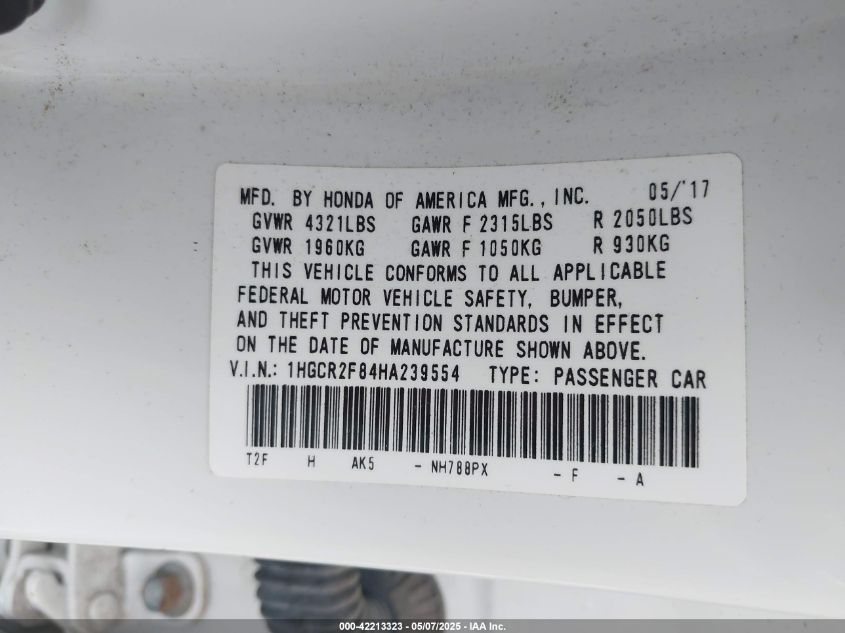 MFD. BY HONDA OF AMERICA MFG., INC. 05/'17
GVWR 4321LBS GAWR F 2315LBS R 2050LBS
GVWR 1960KG GAWR F 1050KG R 930KG
THIS VEHICLE CONFORMS TO ALL APPLICABLE
FEDERAL MOTOR VEHICLE SAFETY, BUMPER,
AND THEFT PREVENTION STANDARDS IN EFFECT
ON THE DATE OF MANUFACTURE SHOWN ABOVE.
V.I.N.: 1HGCR2F84HA239554 TYPE: PASSENGER CAR
T2F H AK5 - NH788PX - F - A
000-42213323 - 05/07/2025 - IAA Inc.